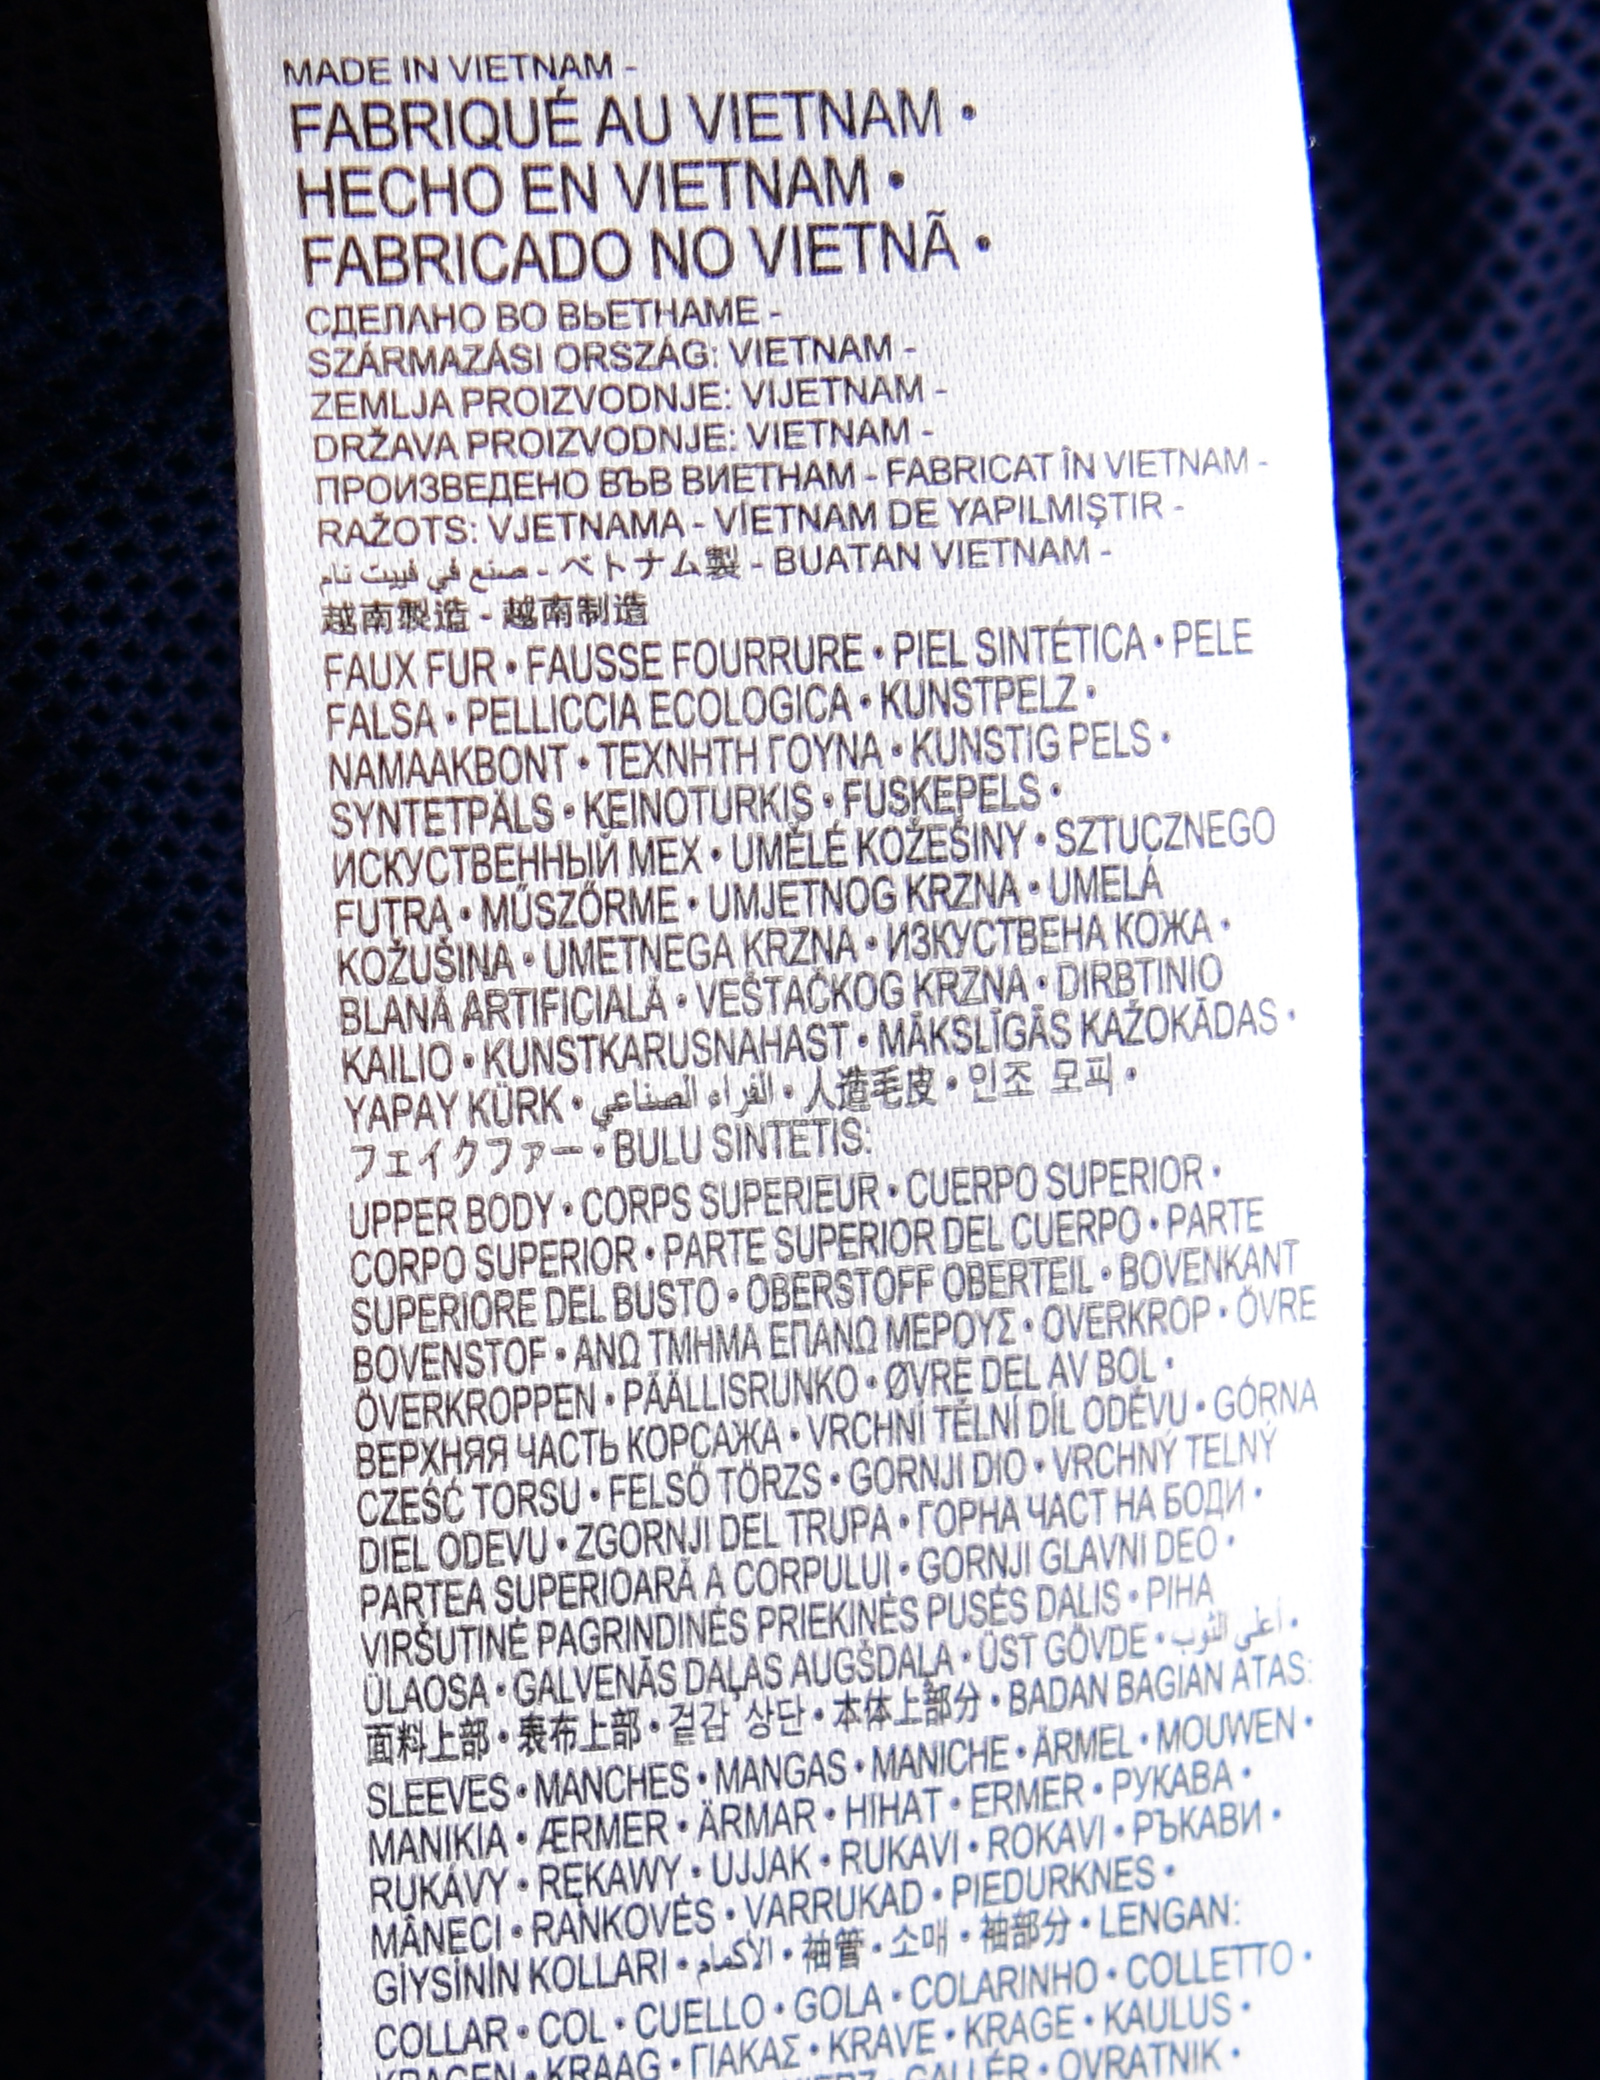 MADE IN VIETNAM -
FABRIQUÉ AU VIETNAM •
HECHO EN VIETNAM •
FABRICADO NO VIETNÃ •
СДЕЛАНО ВО ВЬЕТНАМЕ -
SZÁRMAZÁSI ORSZÁG: VIETNAM -
ZEMLJA PROIZVODNJE: VIJETNAM -
DRŽAVA PROIZVODNJE: VIETNAM -
ПРОИЗВЕДЕНО ВЪВ ВИЕТНАМ - FABRICAT ÎN VIETNAM -
RAŽOTS: VJETNAMA - VİETNAM DE YAPILMIŞTIR -
صنع في فييت نام - ベトナム製 - BUATAN VIETNAM -
越南製造 - 越南制造
FAUX FUR • FAUSSE FOURRURE • PIEL SINTÉTICA • PELE
FALSA • PELLICCIA ECOLOGICA • KUNSTPELZ •
NAMAAKBONT • ΤΕΧΝΗΤΗ ΓΟΥΝΑ • KUNSTIG PELS •
SYNTETPÄLS • KEINOTURKIS • FUSKEPELS •
ИСКУСТВЕННЫЙ МЕХ • UMĚLÉ KOŽEŠINY • SZTUCZNEGO
FUTRA • MŰSZŐRME • UMJETNOG KRZNA • UMELÁ
KOŽUŠINA • UMETNEGA KRZNA • ИЗКУСТВЕНА КОЖА •
BLANĂ ARTIFICIALĂ • VEŠTAČKOG KRZNA • DIRBTINIO
KAILIO • KUNSTKARUSNAHAST • MĀKSLĪGĀS KAŽOKĀDAS •
YAPAY KÜRK • الفراء الصناعي • 人造毛皮 • 인조 모피 •
フェイクファー • BULU SINTETIS:
UPPER BODY • CORPS SUPERIEUR • CUERPO SUPERIOR •
CORPO SUPERIOR • PARTE SUPERIOR DEL CUERPO • PARTE
SUPERIORE DEL BUSTO • OBERSTOFF OBERTEIL • BOVENKANT
BOVENSTOF • ΑΝΩ ΤΜΗΜΑ ΕΠΑΝΩ ΜΕΡΟΥΣ • OVERKROP • ÖVRE
ÖVERKROPPEN • PÄÄLLISRUNKO • ØVRE DEL AV BOL •
ВЕРХНЯЯ ЧАСТЬ КОРСАЖА • VRCHNÍ TĚLNÍ DÍL ODĚVU • GÓRNA
CZEŚĆ TORSU • FELSŐ TÖRZS • GORNJI DIO • VRCHNÝ TELNÝ
DIEL ODEVU • ZGORNJI DEL TRUPA • ГОРНА ЧАСТ НА БОДИ •
PARTEA SUPERIOARĂ A CORPULUI • GORNJI GLAVNI DEO •
VIRŠUTINĖ PAGRINDINĖS PRIEKINĖS PUSĖS DALIS • PIHA
ÜLAOSA • GALVENĀS DAĻAS AUGŠDAĻA • ÜST GÖVDE • أعلى الثوب •
面料上部 • 表布上部 • 겉감 상단 • 本体上部分 • BADAN BAGIAN ATAS:
SLEEVES • MANCHES • MANGAS • MANICHE • ÄRMEL • MOUWEN •
MANIKIA • ÆRMER • ÄRMAR • HIHAT • ERMER • РУКАВА •
RUKÁVY • RĘKAWY • UJJAK • RUKAVI • ROKAVI • РЪКАВИ •
MÂNECI • RANKOVĖS • VARRUKAD • PIEDURKNES •
GİYSİNİN KOLLARI • الأكمام • 袖管 • 소매 • 袖部分 • LENGAN:
COLLAR • COL • CUELLO • GOLA • COLARINHO • COLLETTO •
KRAGEN • KRAAG • ΓΙΑΚΑΣ • KRAVE • KRAGE • KAULUS •
GALLÉR • OVRATNIK •